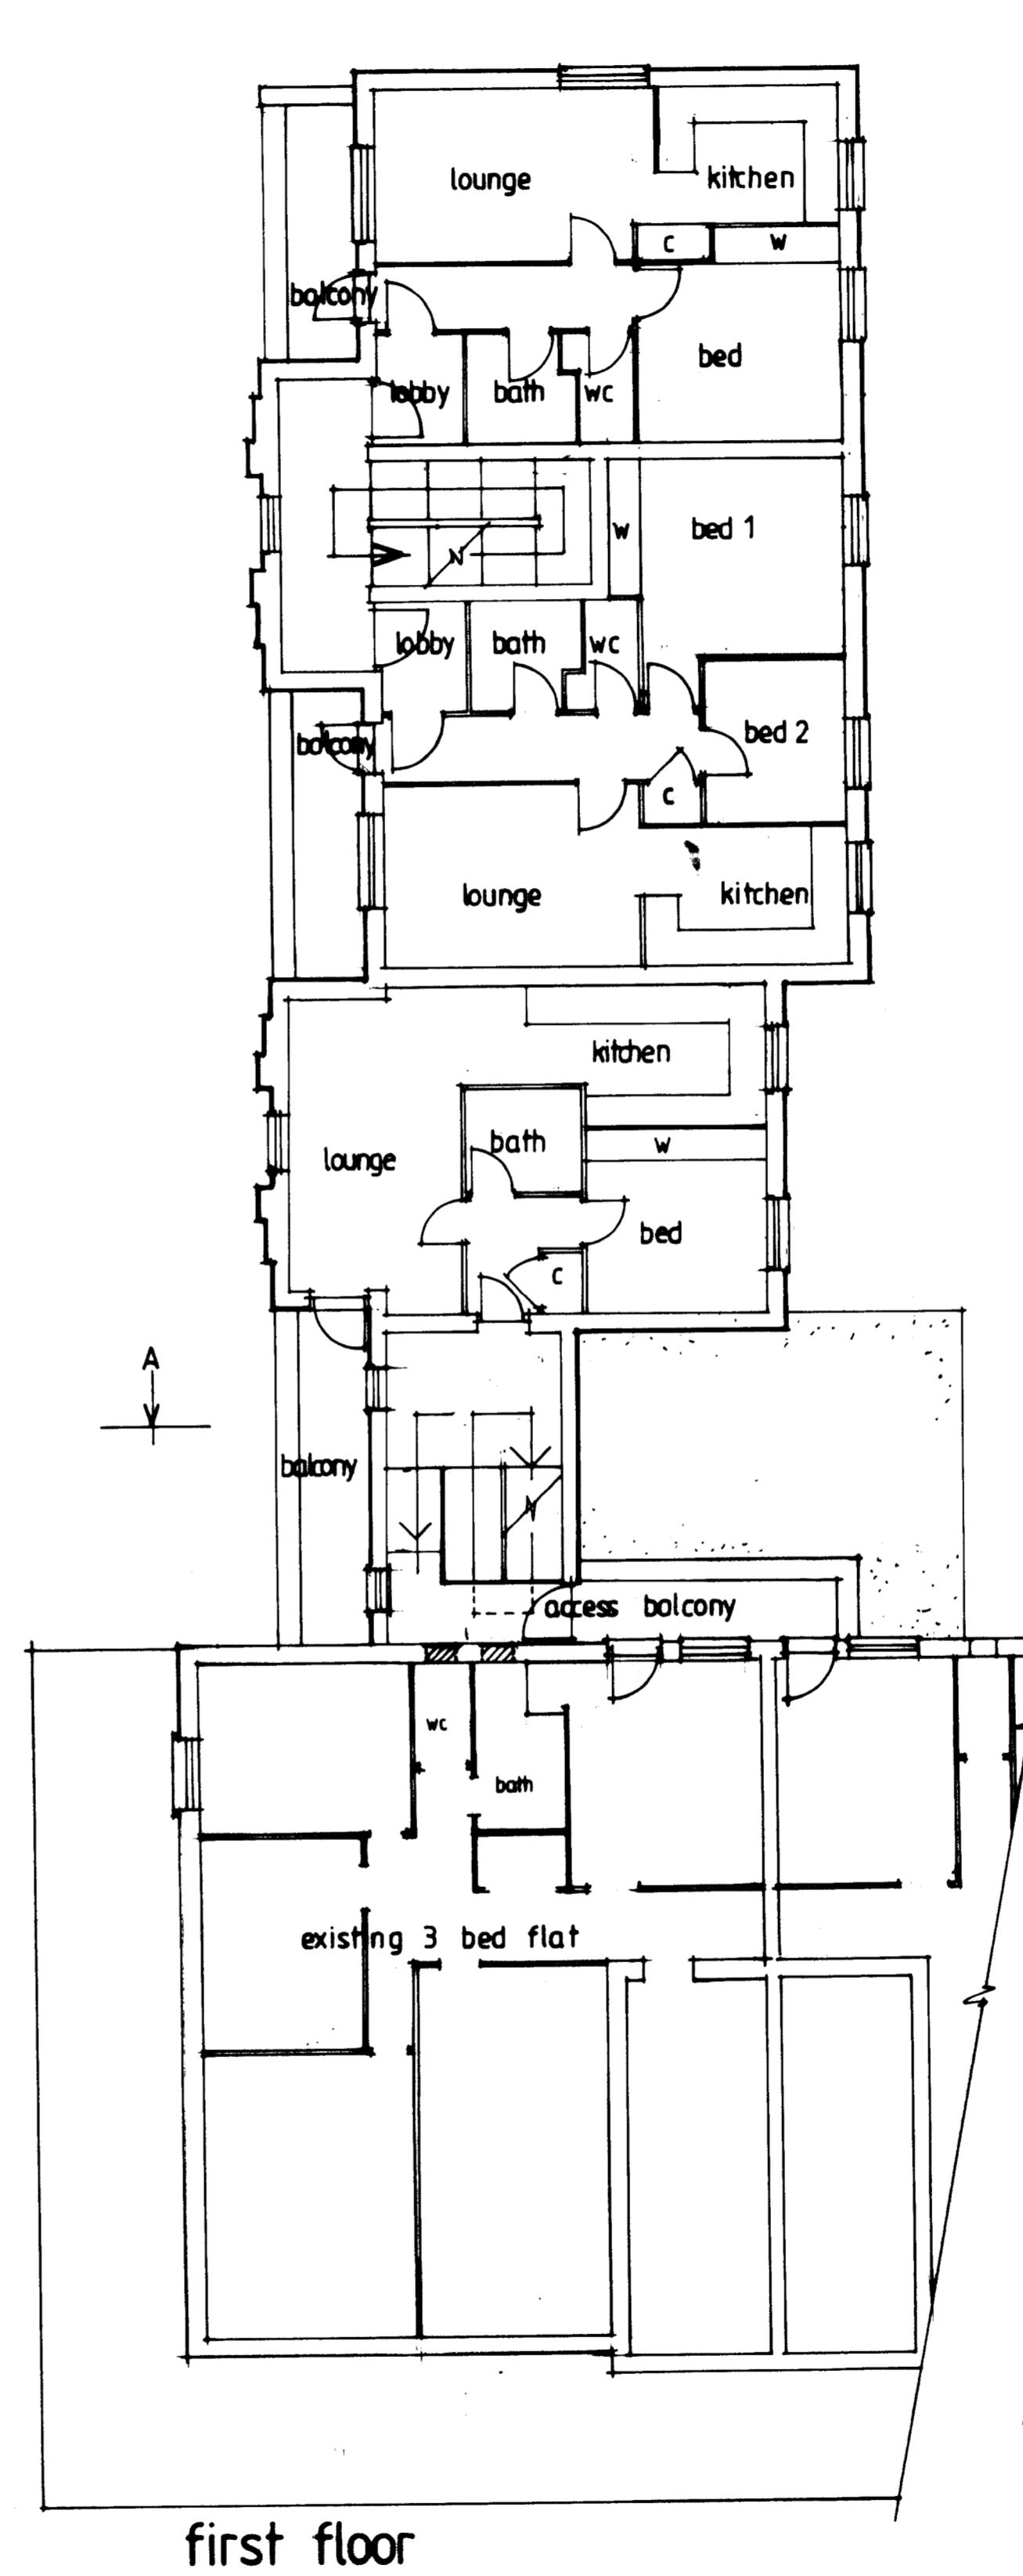 lounge
kitchen
c
w
balcony
bed
lobby
bath
wc
w
bed 1
N
lobby
bath
wc
balcony
bed 2
c
lounge
kitchen
kitchen
bath
w
lounge
bed
c
A
balcony
N
access balcony
wc
bath
existing 3 bed flat
first floor